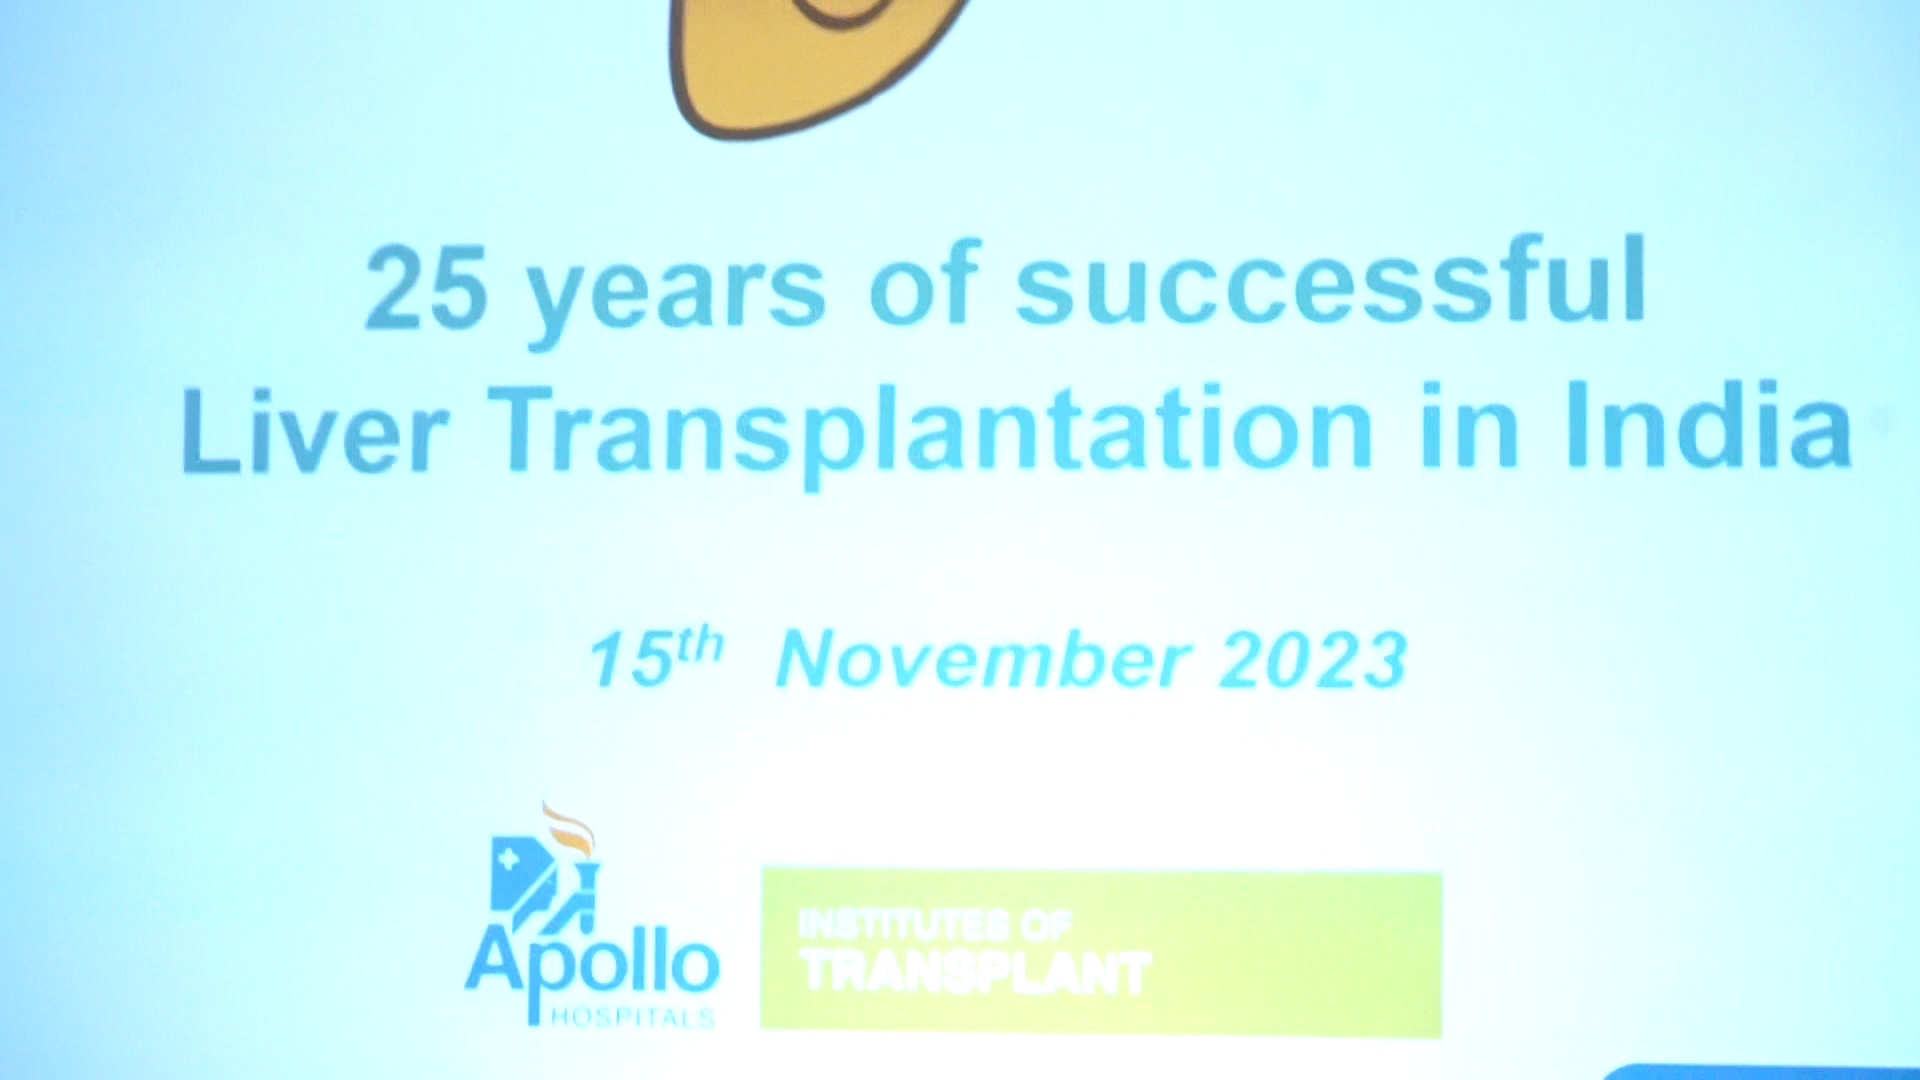 25 years of successful
Liver Transplantation in India
15th November 2023
Apollo
HOSPITALS
INSTITUTES OF
TRANSPLANT